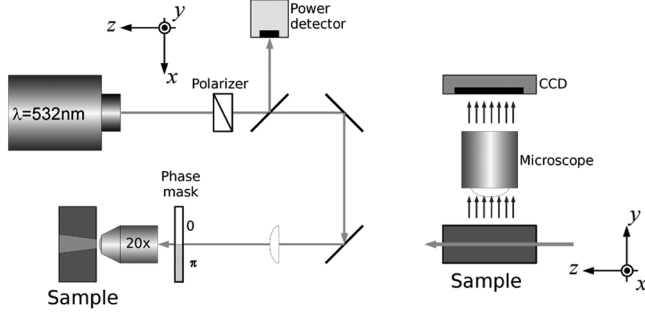 Power
detector
y
z
x
Polarizer
λ=532nm
CCD
Microscope
Phase
mask
0
20x
π
Sample
y
z
x
Sample